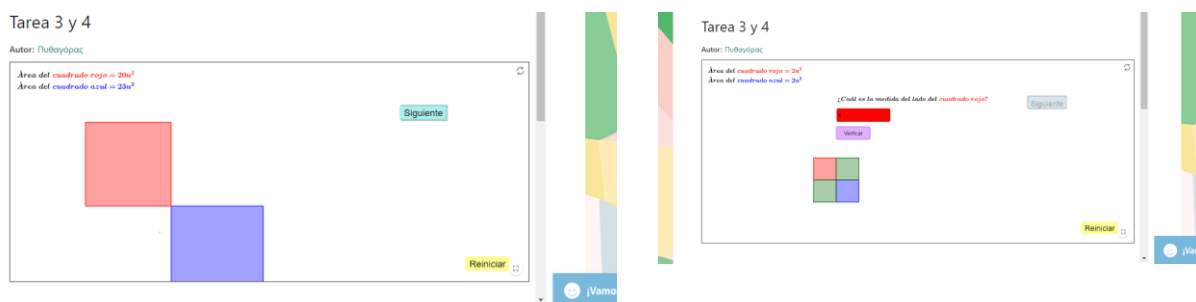 Tarea 3 y 4
Autor: Πυθαγόρας
Área del cuadrado rojo = 20u²
Área del cuadrado azul = 23u²
Siguiente
Reiniciar
¡Vamo
Tarea 3 y 4
Autor: Πυθαγόρας
Área del cuadrado rojo = 2u²
Área del cuadrado azul = 2u²
¿Cuál es la medida del lado del cuadrado rojo?
Siguiente
Verificar
Reiniciar
¡Va